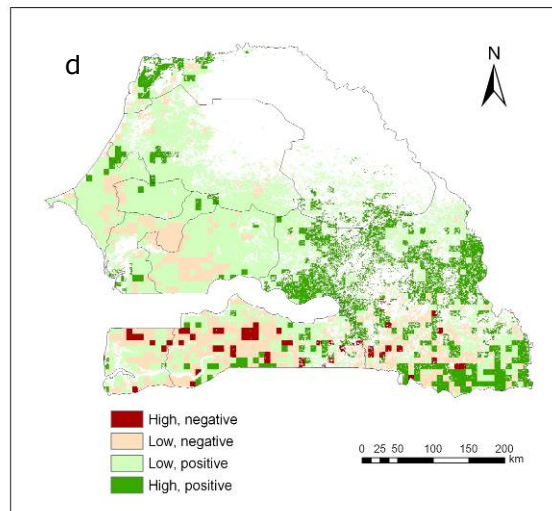 d
N
High, negative
Low, negative
Low, positive
High, positive
0 25 50 100 150 200
km